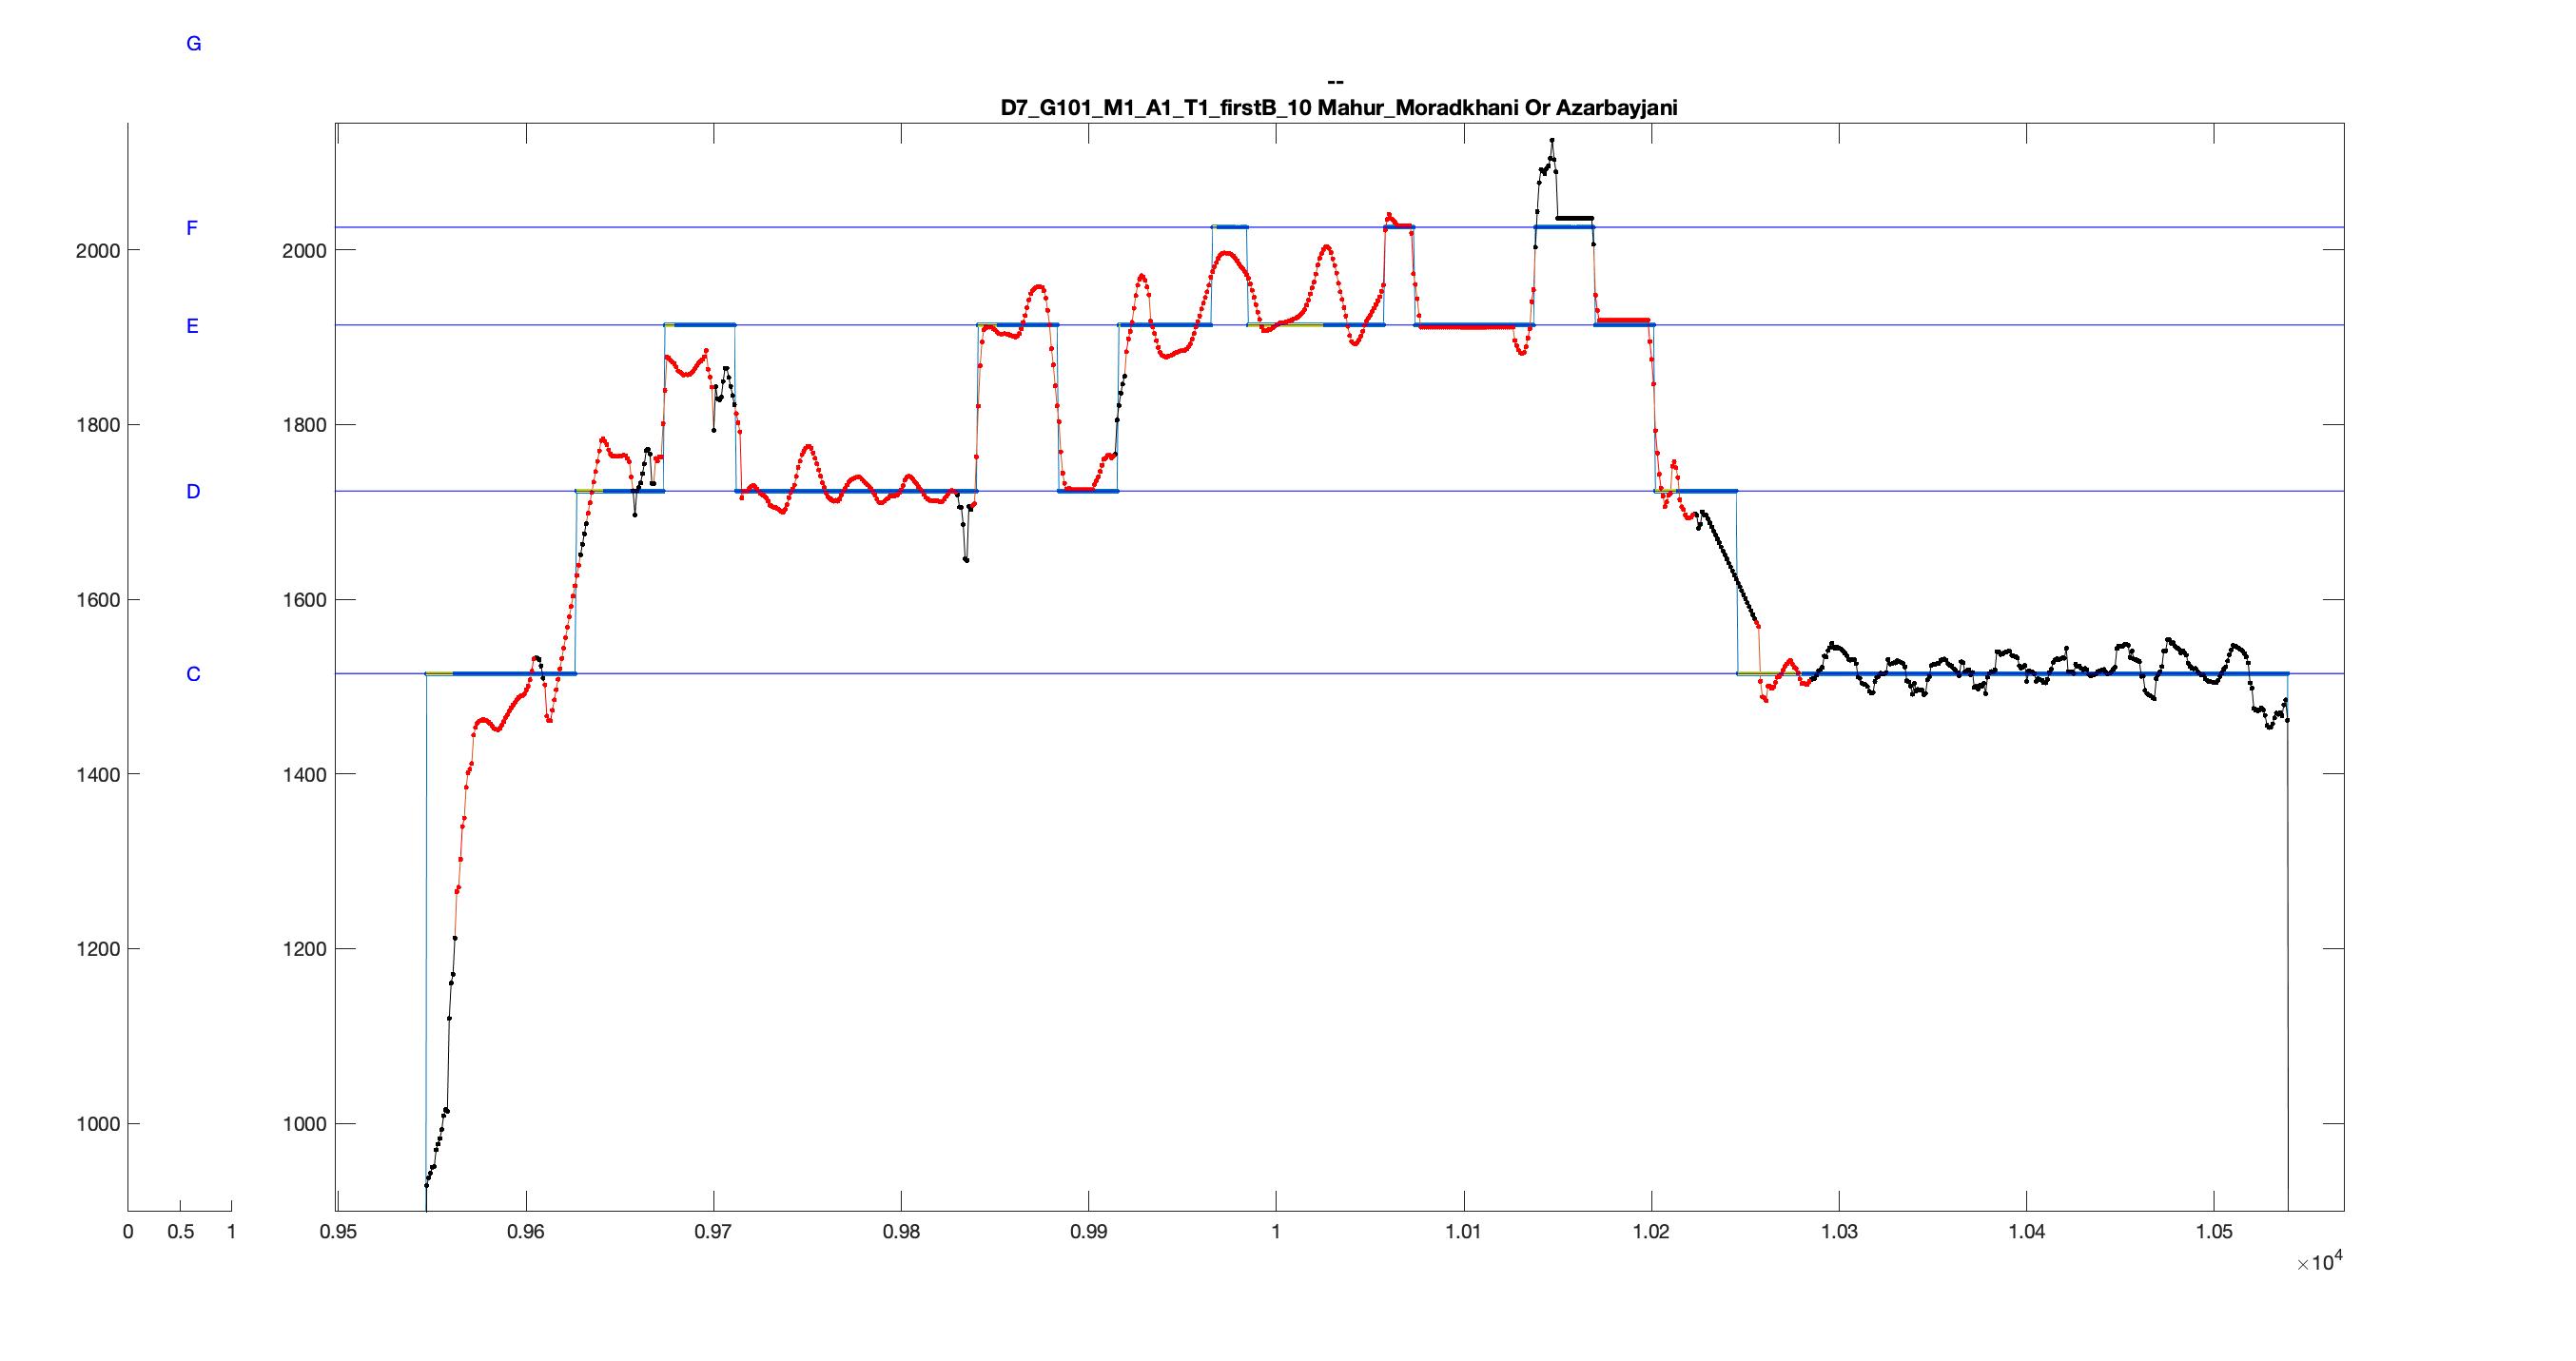 G
--
D7_G101_M1_A1_T1_firstB_10 Mahur_Moradkhani Or Azarbayjani
F
2000 2000
E
1800 1800
D
1600 1600
C
1400 1400
1200 1200
1000 1000
0 0.5 1 0.95 0.96 0.97 0.98 0.99 1 1.01 1.02 1.03 1.04 1.05
×10^4